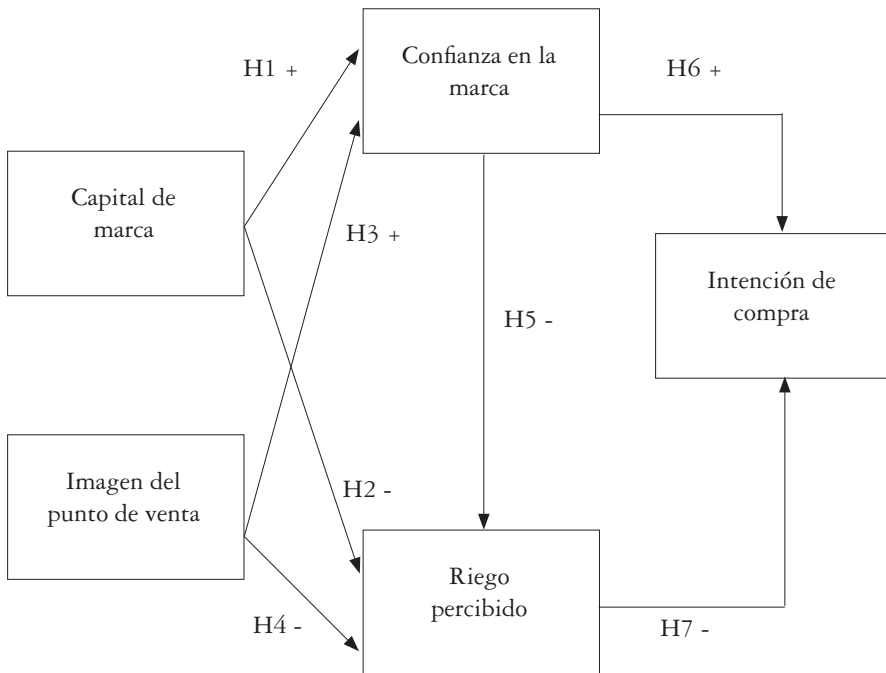 Confianza en la
marca
H1 +
H6 +
Capital de
marca
H3 +
Intención de
compra
H5 -
Imagen del
punto de venta
H2 -
Riego
percibido
H4 -
H7 -